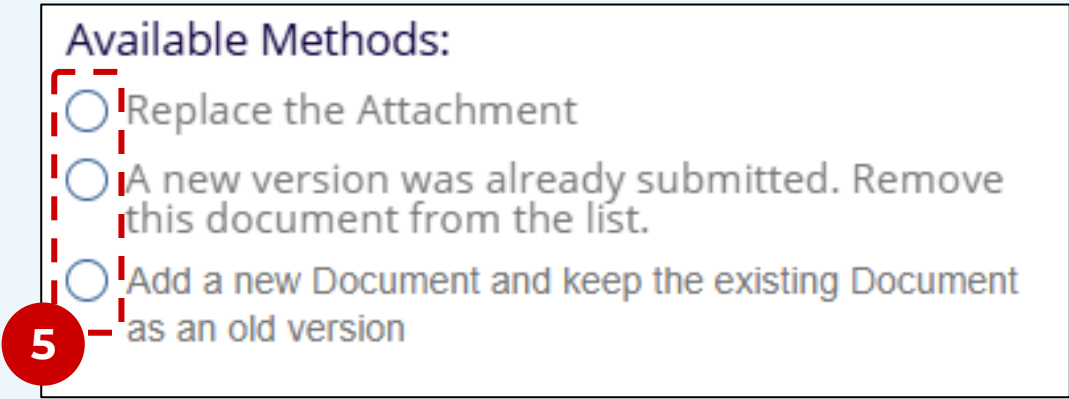 Available Methods:
Replace the Attachment
A new version was already submitted. Remove
this document from the list.
Add a new Document and keep the existing Document
as an old version
5